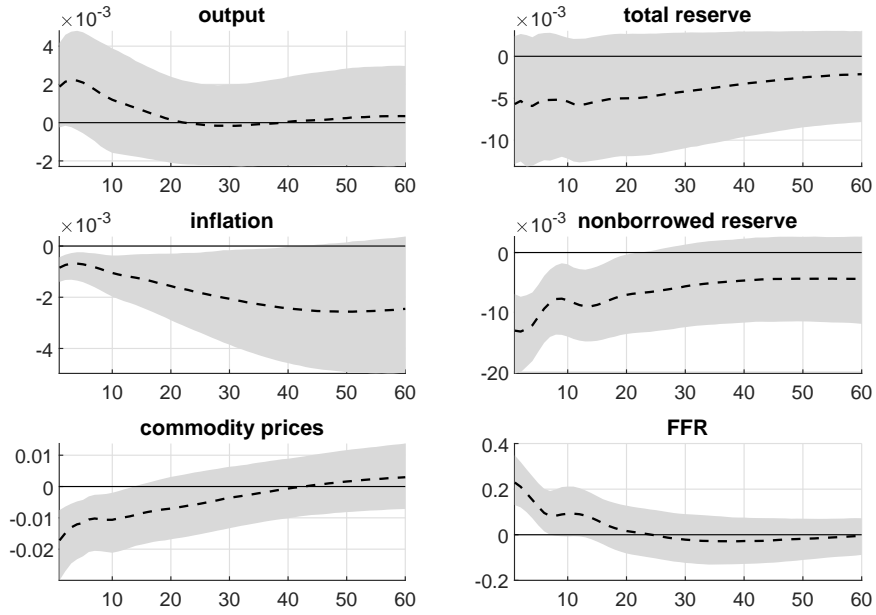 ×10⁻³ output
4
2
0
-2
10 20 30 40 50 60
×10⁻³ total reserve
0
-5
-10
10 20 30 40 50 60
×10⁻³ inflation
0
-2
-4
10 20 30 40 50 60
×10⁻³ nonborrowed reserve
0
-10
-20
10 20 30 40 50 60
commodity prices
0.01
0
-0.01
-0.02
10 20 30 40 50 60
FFR
0.4
0.2
0
-0.2
10 20 30 40 50 60